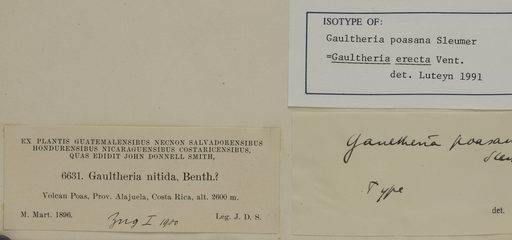 ISOTYPE OF:
Gaultheria poasana Sleumer
=Gaultheria erecta Vent.
det. Luteyn 1991
Gaultheria poasan
Sleu
Type
det.
EX PLANTIS GUATEMALENSIBUS NECNON SALVADORENSIBUS
HONDURENSIBUS NICARAGUENSIBUS COSTARICENSIBUS,
QUAS EDIDIT JOHN DONNELL SMITH,
6631. Gaultheria nitida, Benth.?
Volcan Poas, Prov. Alajuela, Costa Rica, alt. 2600 m.
M. Mart. 1896.
Leg. J. D. S.